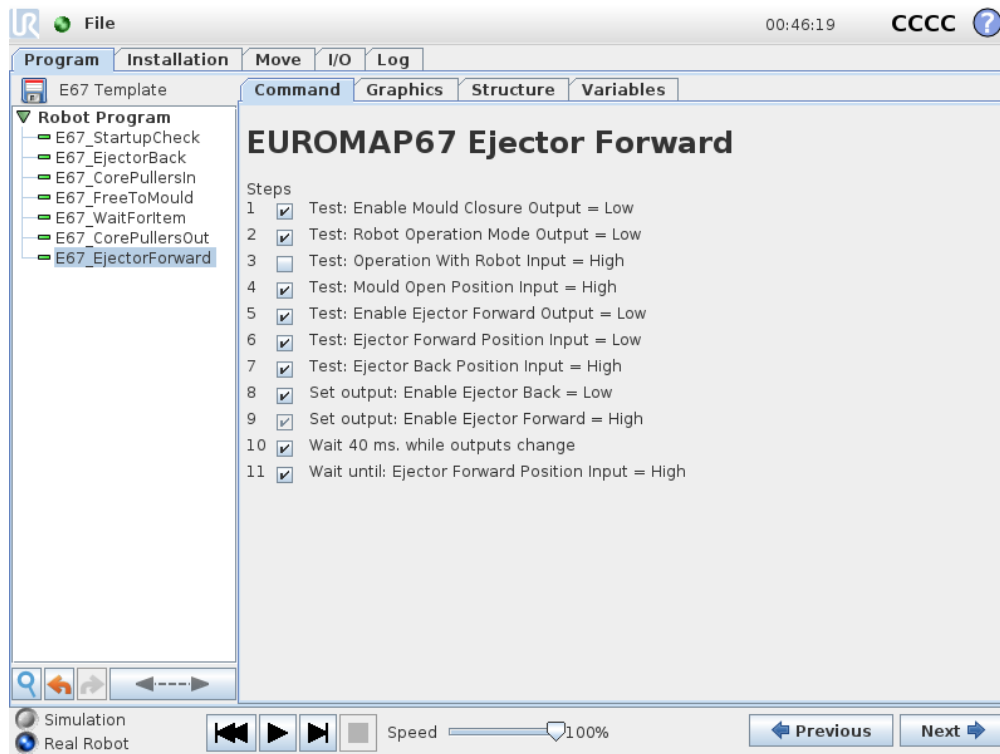 UR File 00:46:19 CCCC ?
Program Installation Move I/O Log
E67 Template
Command Graphics Structure Variables
Robot Program
E67_StartupCheck
E67_EjectorBack
E67_CorePullersIn
E67_FreeToMould
E67_WaitForItem
E67_CorePullersOut
E67_EjectorForward
EUROMAP67 Ejector Forward
Steps
1 Test: Enable Mould Closure Output = Low
2 Test: Robot Operation Mode Output = Low
3 Test: Operation With Robot Input = High
4 Test: Mould Open Position Input = High
5 Test: Enable Ejector Forward Output = Low
6 Test: Ejector Forward Position Input = Low
7 Test: Ejector Back Position Input = High
8 Set output: Enable Ejector Back = Low
9 Set output: Enable Ejector Forward = High
10 Wait 40 ms. while outputs change
11 Wait until: Ejector Forward Position Input = High
Simulation
Real Robot
Speed 100%
Previous Next